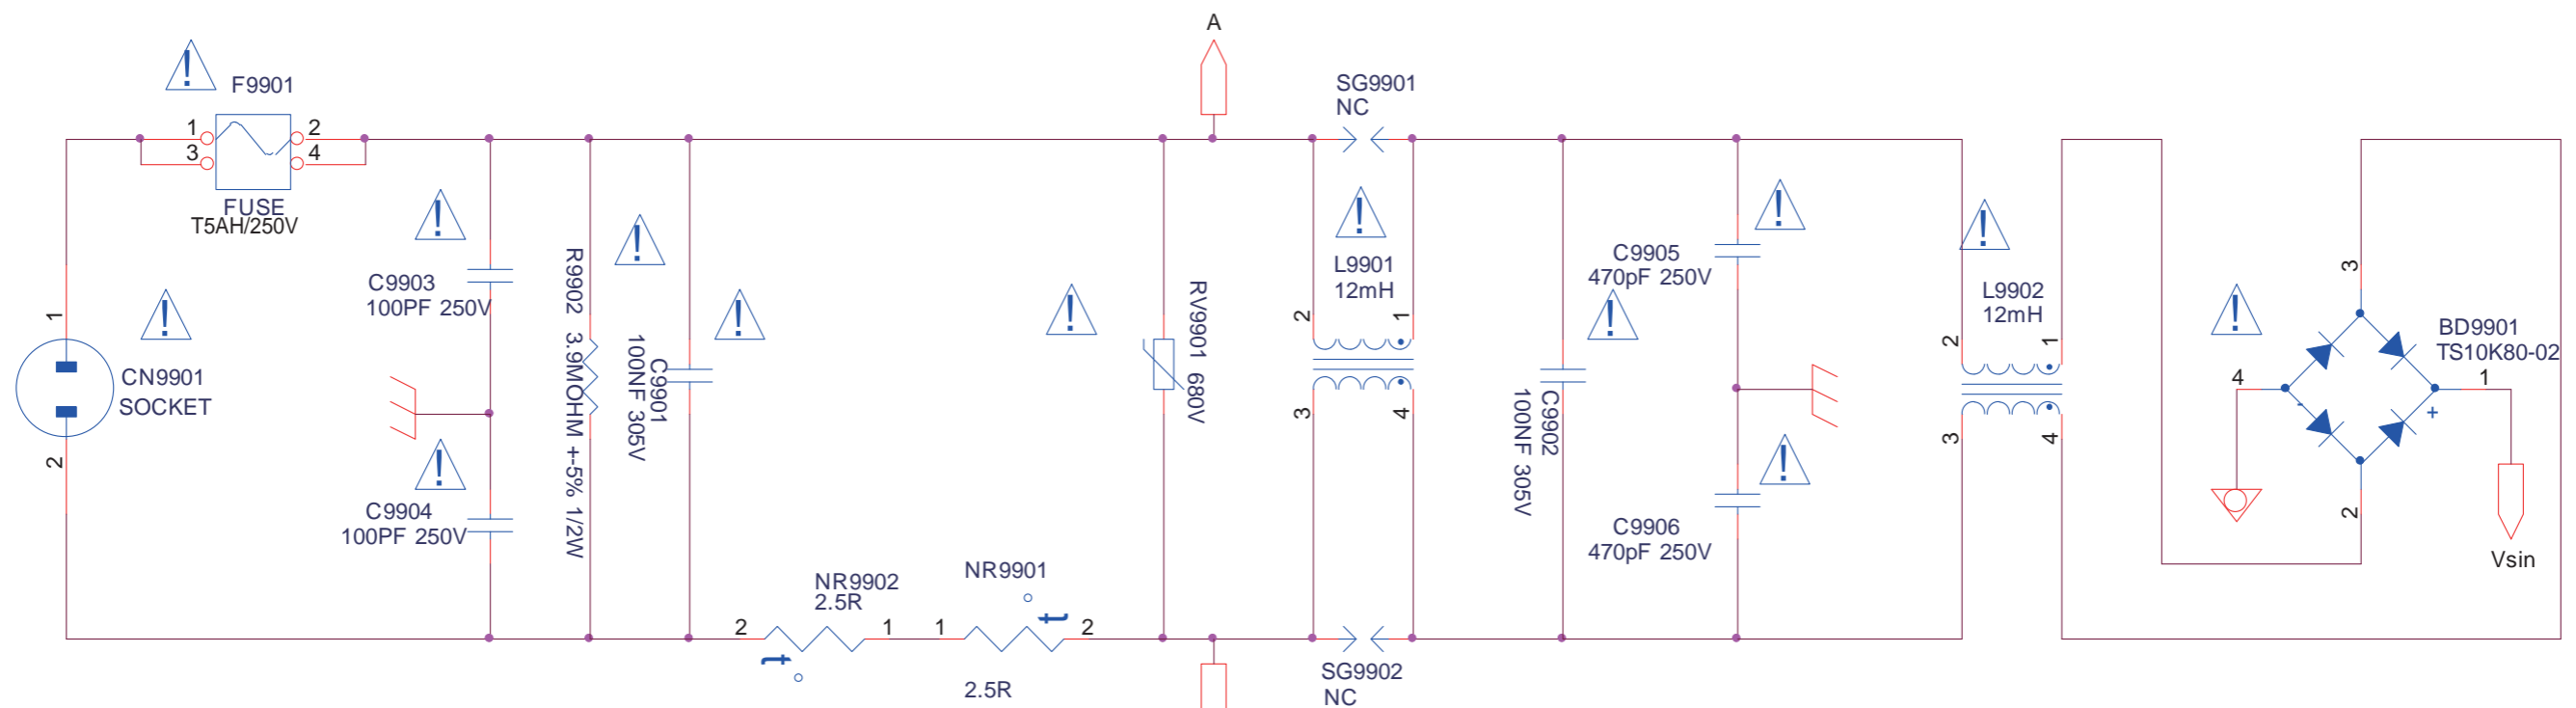 A
F9901
1
2
3
4
FUSE
T5AH/250V
SG9901
NC
C9903
100PF 250V
R9902 3.9MOHM +-5% 1/2W
C9901
100NF 305V
RV9901 680V
L9901
12mH
2
1
3
4
C9905
470pF 250V
C9902
100NF 305V
L9902
12mH
2
1
3
4
3
BD9901
TS10K80-02
4
1
-
+
2
Vsin
1
CN9901
SOCKET
2
C9904
100PF 250V
C9906
470pF 250V
NR9902
2.5R
2
1
t
NR9901
1
2
t
2.5R
SG9902
NC